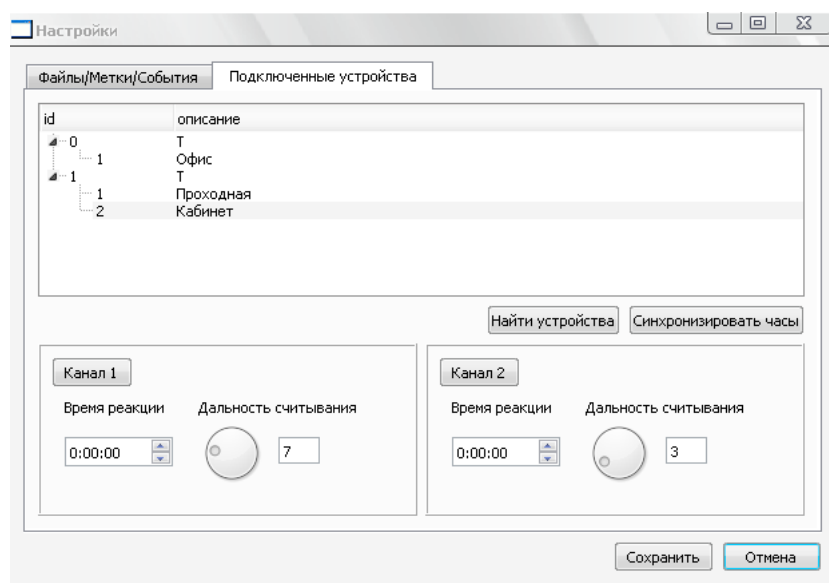 Настройки
Файлы/Метки/События Подключенные устройства
id описание
0 Т
1 Офис
1 Т
1 Проходная
2 Кабинет
Найти устройства Синхронизировать часы
Канал 1 Канал 2
Время реакции Дальность считывания Время реакции Дальность считывания
0:00:00 7 0:00:00 3
Сохранить Отмена